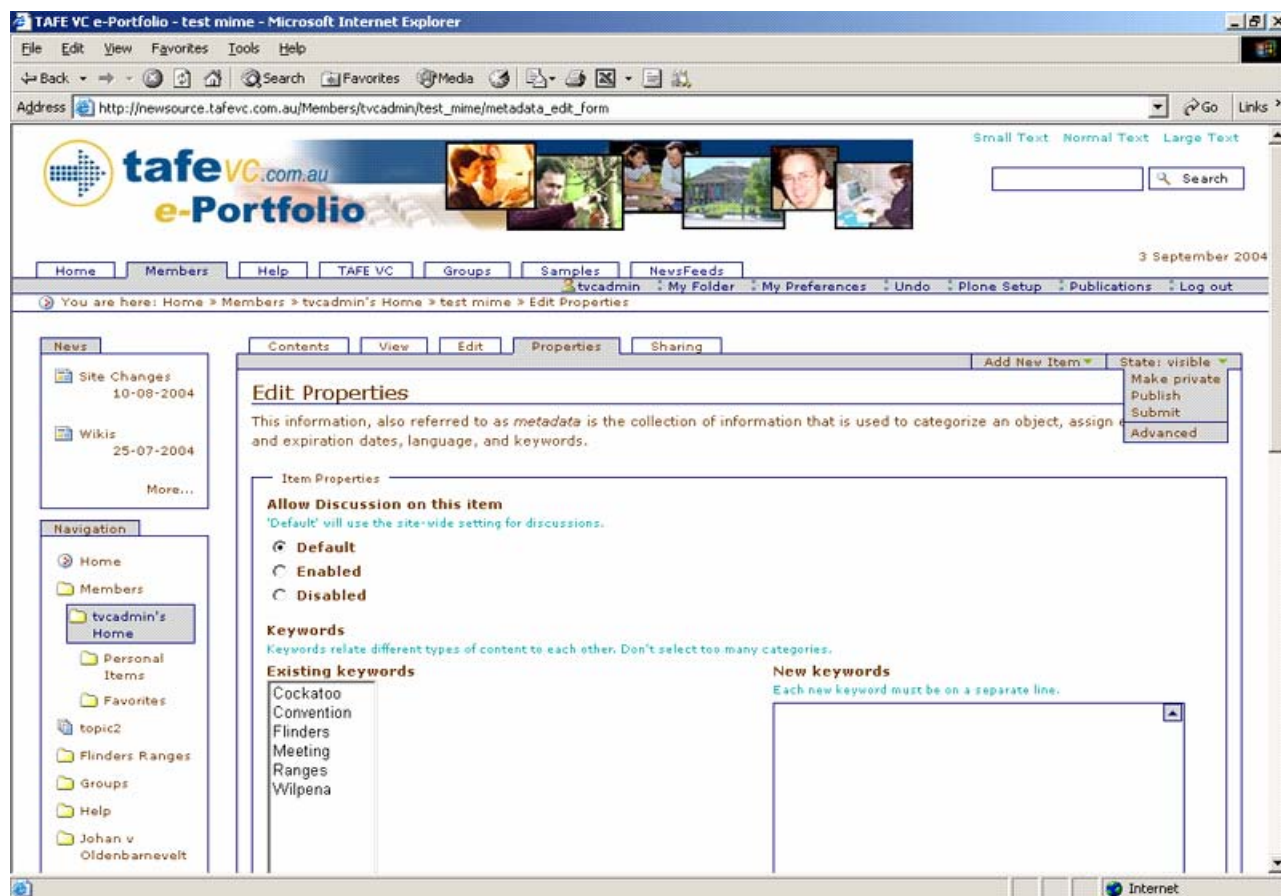 TAFE VC e-Portfolio - test mime - Microsoft Internet Explorer
File Edit View Favorites Tools Help
Back Search Favorites Media
Address http://newsource.tafevc.com.au/Members/tvcadmin/test_mime/metadata_edit_form Go Links
Small Text Normal Text Large Text
tafeVC.com.au
e-Portfolio
Search
3 September 2004
Home Members Help TAFE VC Groups Samples NewsFeeds
tvcadmin My Folder My Preferences Undo Plone Setup Publications Log out
You are here: Home » Members » tvcadmin's Home » test mime » Edit Properties
News
Site Changes
10-08-2004
Wikis
25-07-2004
More...
Navigation
Home
Members
tvcadmin's
Home
Personal
Items
Favorites
topic2
Flinders Ranges
Groups
Help
Johan v
Oldenbarnevelt
Contents View Edit Properties Sharing
Add New Item State: visible
Make private
Publish
Submit
Advanced
Edit Properties
This information, also referred to as metadata is the collection of information that is used to categorize an object, assign
and expiration dates, language, and keywords.
Item Properties
Allow Discussion on this item
'Default' will use the site-wide setting for discussions.
Default
Enabled
Disabled
Keywords
Keywords relate different types of content to each other. Don't select too many categories.
Existing keywords
Cockatoo
Convention
Flinders
Meeting
Ranges
Wilpena
New keywords
Each new keyword must be on a separate line.
Internet